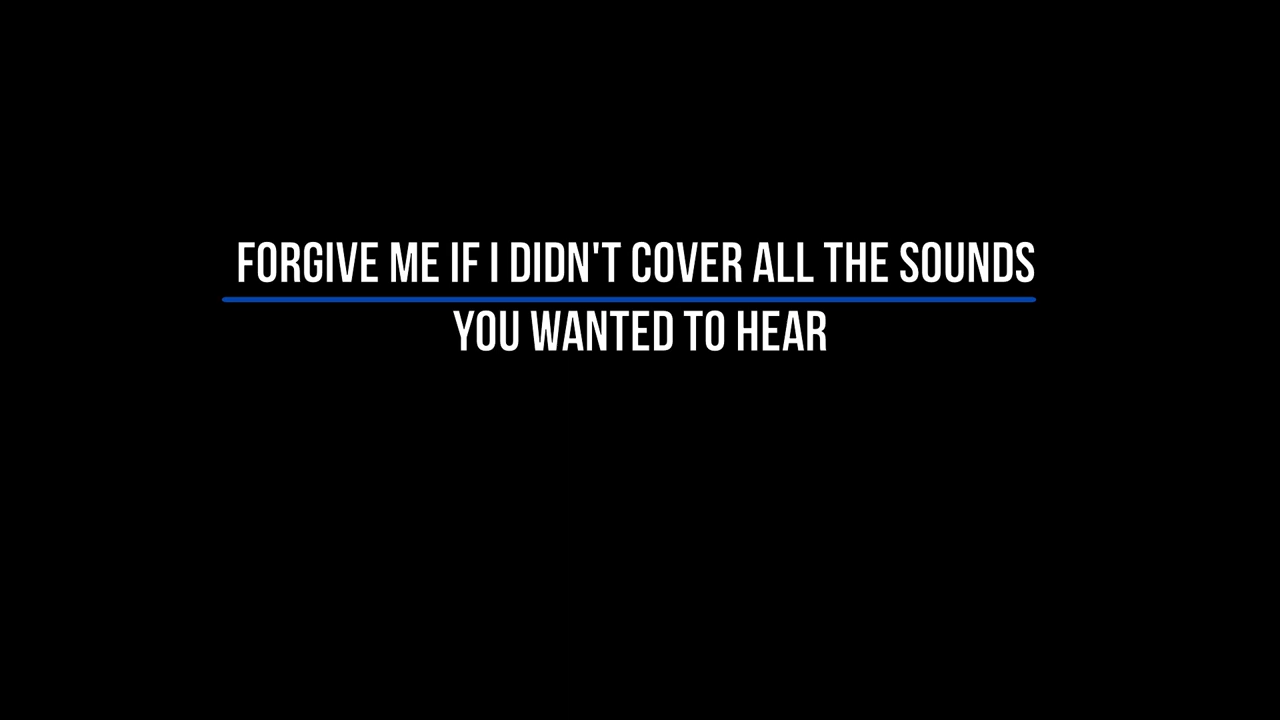 FORGIVE ME IF I DIDN'T COVER ALL THE SOUNDS
YOU WANTED TO HEAR